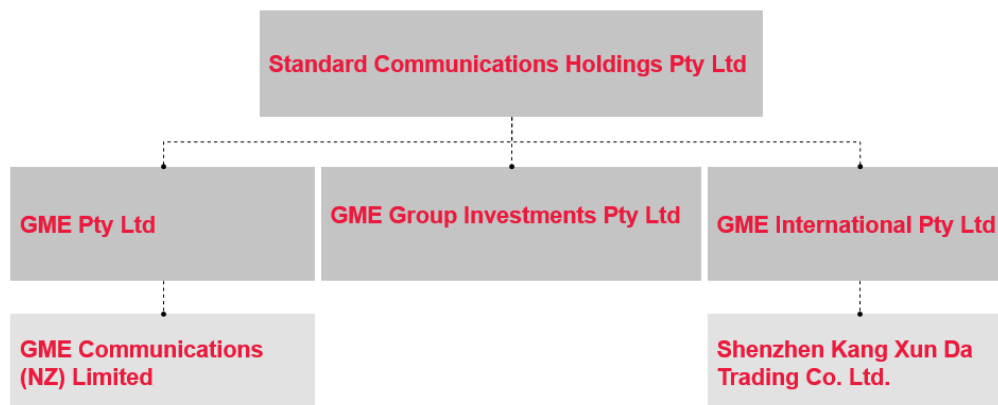 Standard Communications Holdings Pty Ltd
GME Pty Ltd
GME Group Investments Pty Ltd
GME International Pty Ltd
GME Communications
(NZ) Limited
Shenzhen Kang Xun Da
Trading Co. Ltd.